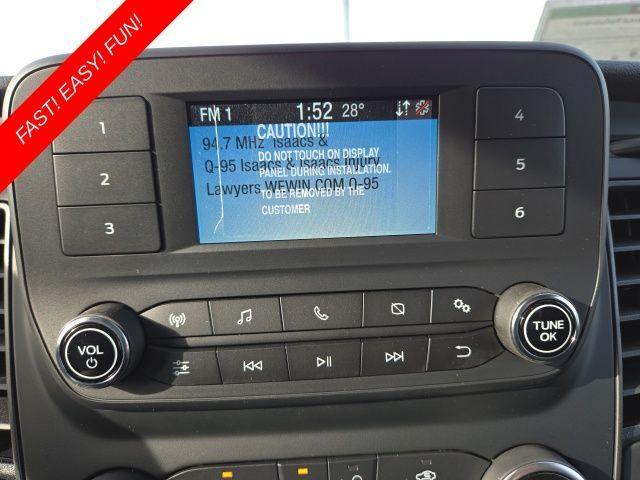 FAST! EASY! FUN!
FM 1 1:52 28°
CAUTION!!!
94.7 MHz Isaacs &
DO NOT TOUCH ON DISPLAY
Q-95 Isaacs & Isaacs Injury
PANEL DURING INSTALLATION.
Lawyers WEWIN.COM Q-95
TO BE REMOVED BY THE
CUSTOMER
1
2
3
4
5
6
VOL
TUNE
OK